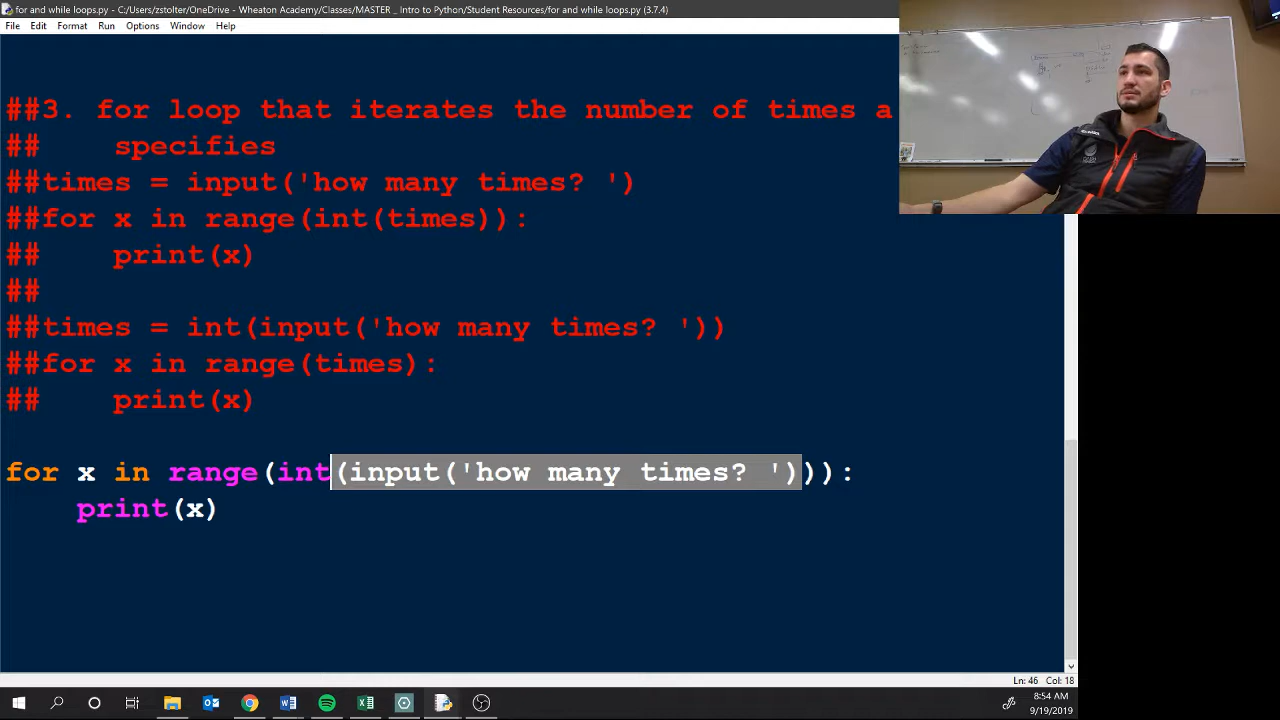 for and while loops.py - C:/Users/zstolter/OneDrive - Wheaton Academy/Classes/MASTER _ Intro to Python/Student Resources/for and while loops.py (3.7.4)
File Edit Format Run Options Window Help
##3. for loop that iterates the number of times a
##    specifies
##times = input('how many times? ')
##for x in range(int(times)):
##    print(x)
##
##times = int(input('how many times? '))
##for x in range(times):
##    print(x)
for x in range(int(input('how many times? '))):
    print(x)
Ln: 46 Col: 18
8:54 AM
9/19/2019